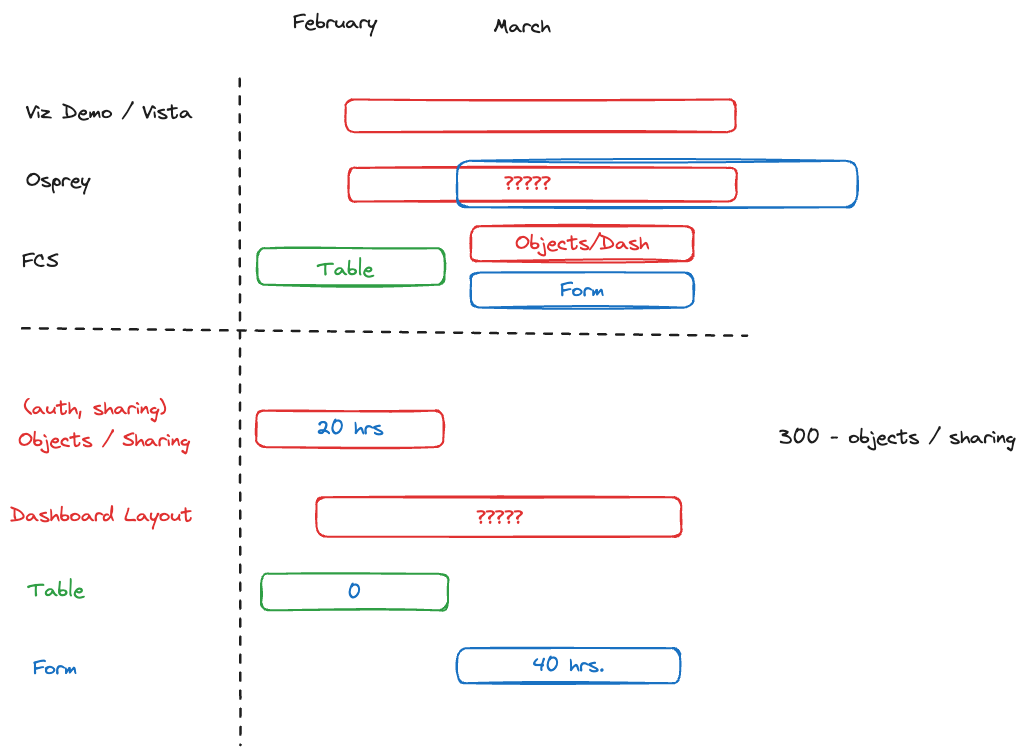 February
March
Viz Demo / Vista
Osprey
?????
FCS
Table
Objects/Dash
Form
(auth, sharing)
Objects / Sharing
20 hrs
300 - objects / sharing
Dashboard Layout
?????
Table
0
Form
40 hrs.